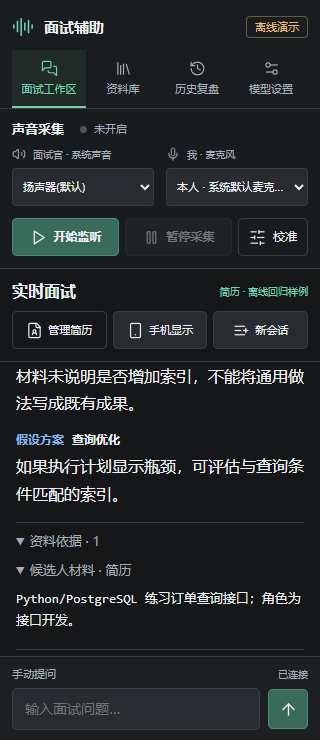 面试辅助
离线演示
面试工作区
资料库
历史复盘
模型设置
声音采集
未开启
面试官 · 系统声音
我 · 麦克风
扬声器(默认)
本人 · 系统默认麦克...
开始监听
暂停采集
校准
实时面试
简历 · 离线回归样例
管理简历
手机显示
新会话
材料未说明是否增加索引，不能将通用做
法写成既有成果。
假设方案 查询优化
如果执行计划显示瓶颈，可评估与查询条
件匹配的索引。
▼ 资料依据 · 1
▼ 候选人材料 · 简历
Python/PostgreSQL 练习订单查询接口；角色为
接口开发。
手动提问
已连接
输入面试问题...